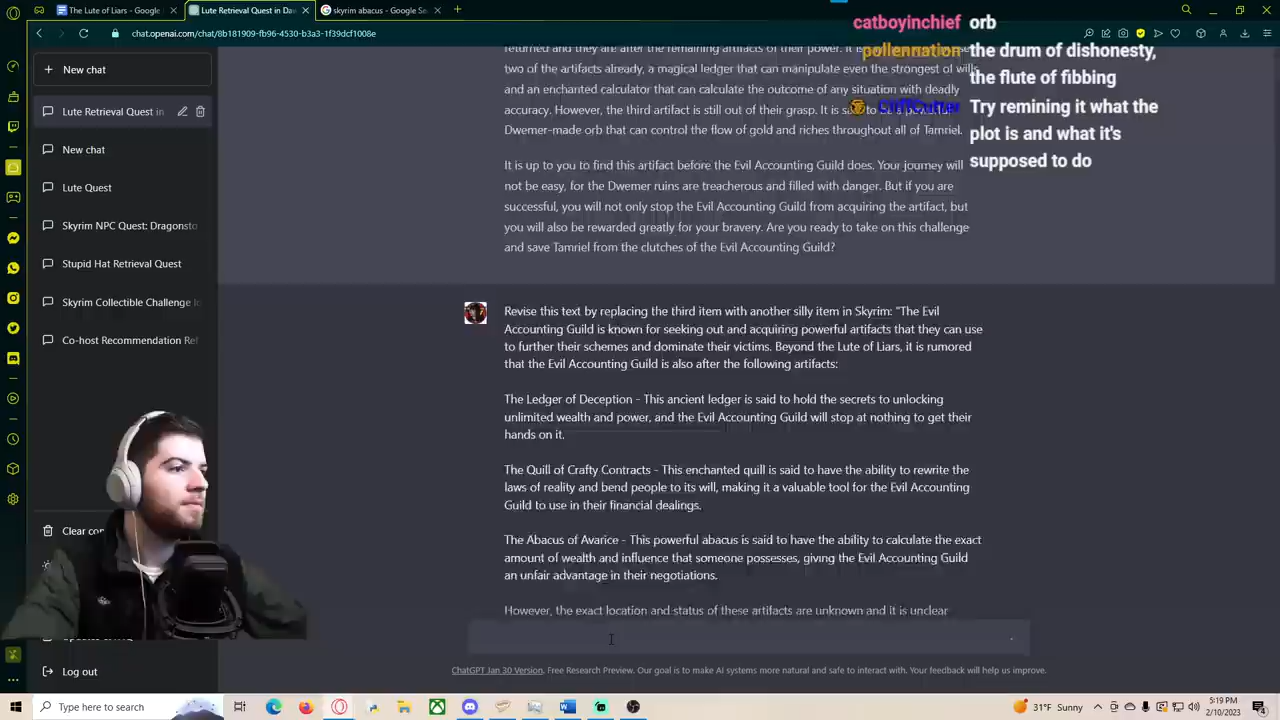 The Lute of Liars - Google
Lute Retrieval Quest in Da
skyrim abacus - Google Se
chat.openai.com/chat/8b181909-fb96-4530-b3a3-1f39dcf1008e
catboyinchief orb
pollennation the drum of dishonesty,
the flute of fibbing
Try remining it what the
plot is and what it's
supposed to do
New chat
Lute Retrieval Quest in
New chat
Lute Quest
Skyrim NPC Quest: Dragonsto
Stupid Hat Retrieval Quest
Skyrim Collectible Challenge
Co-host Recommendation Ref
Clear con
Log out
returned and they are after the remaining artifacts of their power. It is
two of the artifacts already, a magical ledger that can manipulate even the strongest of wills
and an enchanted calculator that can calculate the outcome of any situation with deadly
accuracy. However, the third artifact is still out of their grasp. It is said to be a powerful
Dwemer-made orb that can control the flow of gold and riches throughout all of Tamriel.
It is up to you to find this artifact before the Evil Accounting Guild does. Your journey will
not be easy, for the Dwemer ruins are treacherous and filled with danger. But if you are
successful, you will not only stop the Evil Accounting Guild from acquiring the artifact, but
you will also be rewarded greatly for your bravery. Are you ready to take on this challenge
and save Tamriel from the clutches of the Evil Accounting Guild?
Revise this text by replacing the third item with another silly item in Skyrim: "The Evil
Accounting Guild is known for seeking out and acquiring powerful artifacts that they can use
to further their schemes and dominate their victims. Beyond the Lute of Liars, it is rumored
that the Evil Accounting Guild is also after the following artifacts:
The Ledger of Deception - This ancient ledger is said to hold the secrets to unlocking
unlimited wealth and power, and the Evil Accounting Guild will stop at nothing to get their
hands on it.
The Quill of Crafty Contracts - This enchanted quill is said to have the ability to rewrite the
laws of reality and bend people to its will, making it a valuable tool for the Evil Accounting
Guild to use in their financial dealings.
The Abacus of Avarice - This powerful abacus is said to have the ability to calculate the exact
amount of wealth and influence that someone possesses, giving the Evil Accounting Guild
an unfair advantage in their negotiations.
However, the exact location and status of these artifacts are unknown and it is unclear
ChatGPT Jan 30 Version. Free Research Preview. Our goal is to make AI systems more natural and safe to interact with. Your feedback will help us improve.
Type here to search
31°F Sunny
5:19 PM
2/10/2023